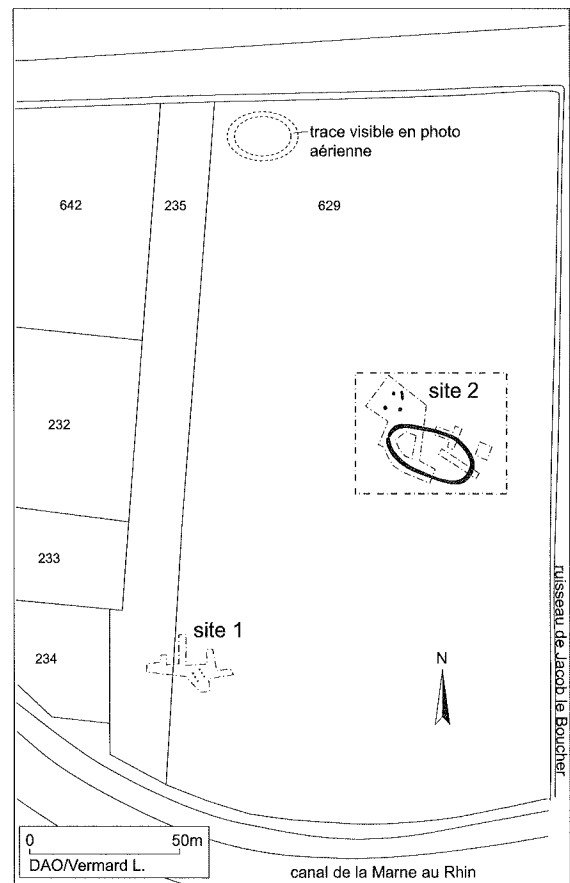 trace visible en photo
aérienne
642
235
629
site 2
232
233
site 1
234
N
ruisseau de Jacob le Boucher
0 50m
DAO/Vermard L.
canal de la Marne au Rhin